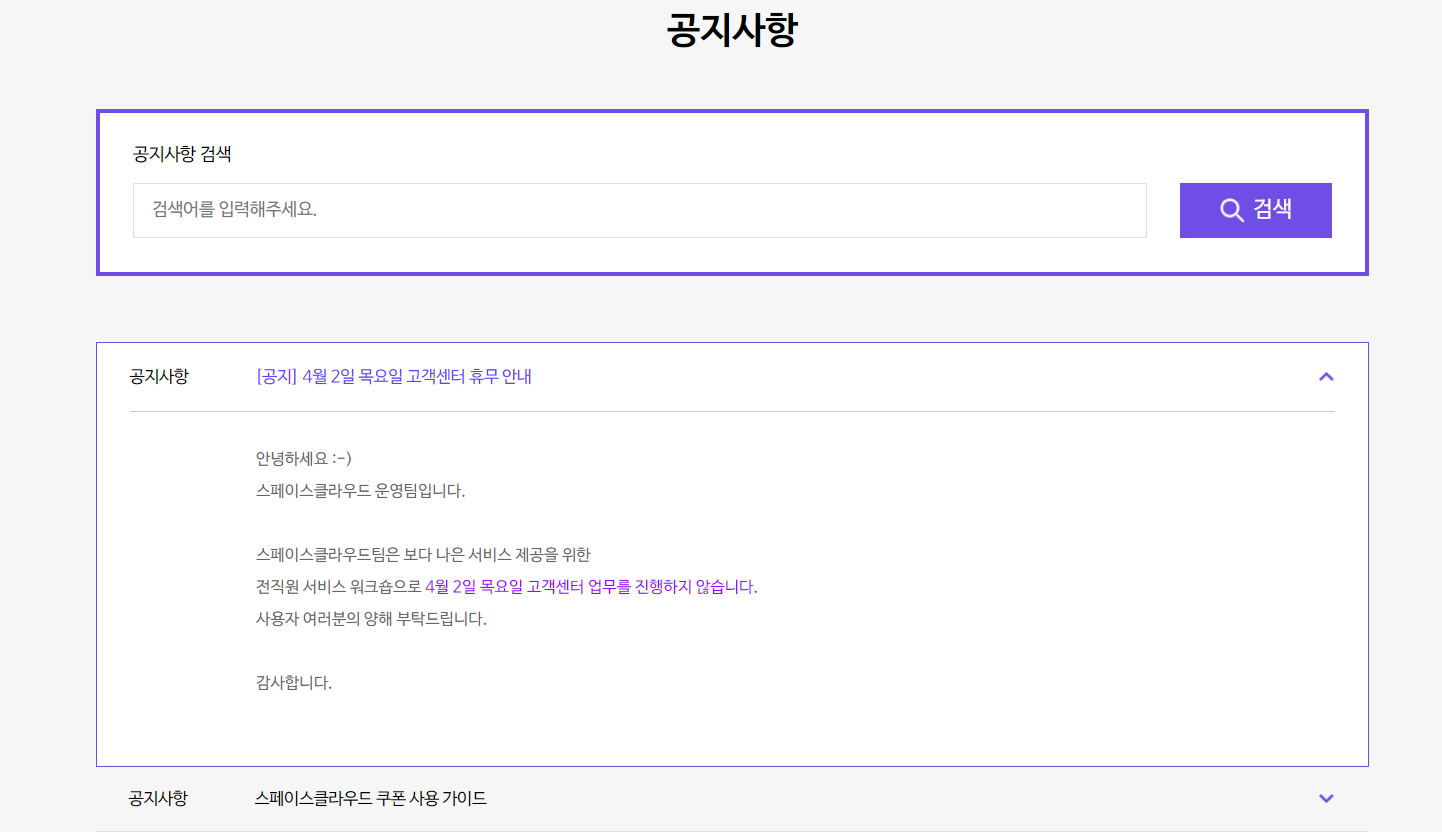 공지사항
공지사항 검색
검색어를 입력해주세요.
검색
공지사항 [공지] 4월 2일 목요일 고객센터 휴무 안내
안녕하세요 :-)
스페이스클라우드 운영팀입니다.
스페이스클라우드팀은 보다 나은 서비스 제공을 위한
전직원 서비스 워크숍으로 4월 2일 목요일 고객센터 업무를 진행하지 않습니다.
사용자 여러분의 양해 부탁드립니다.
감사합니다.
공지사항 스페이스클라우드 쿠폰 사용 가이드